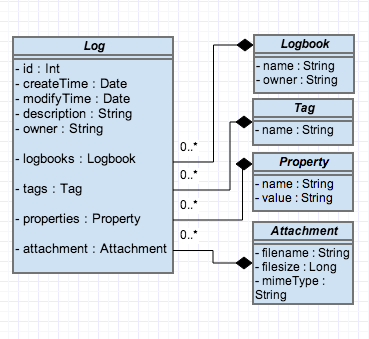 Log
- id : Int
- createTime : Date
- modifyTime : Date
- description : String
- owner : String
- logbooks : Logbook
- tags : Tag
- properties : Property
- attachment : Attachment
0..*
0..*
0..*
0..*
Logbook
- name : String
- owner : String
Tag
- name : String
Property
- name : String
- value : String
Attachment
- filename : String
- filesize : Long
- mimeType :
String